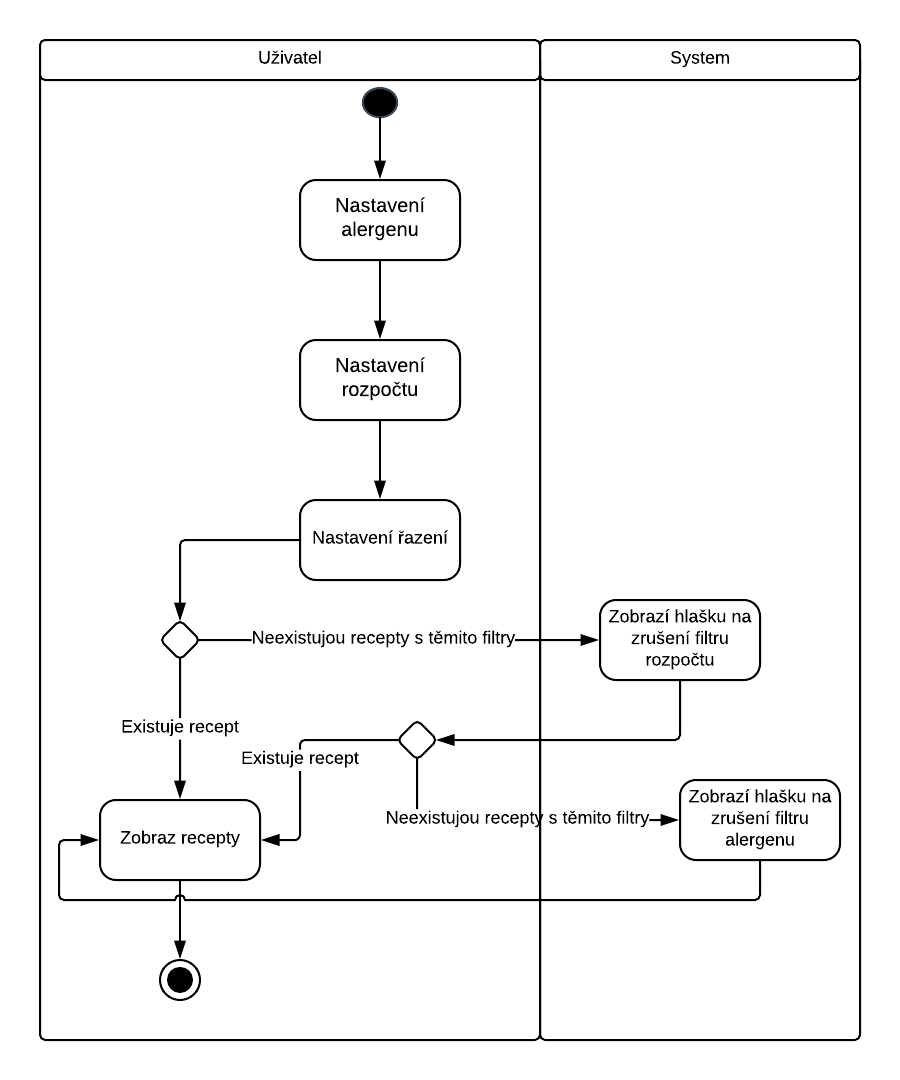 Uživatel
System
Nastavení
alergenu
Nastavení
rozpočtu
Nastavení řazení
Neexistujou recepty s těmito filtry
Zobrazí hlašku na
zrušení filtru
rozpočtu
Existuje recept
Existuje recept
Neexistujou recepty s těmito filtry
Zobrazí hlašku na
zrušení filtru
alergenu
Zobraz recepty